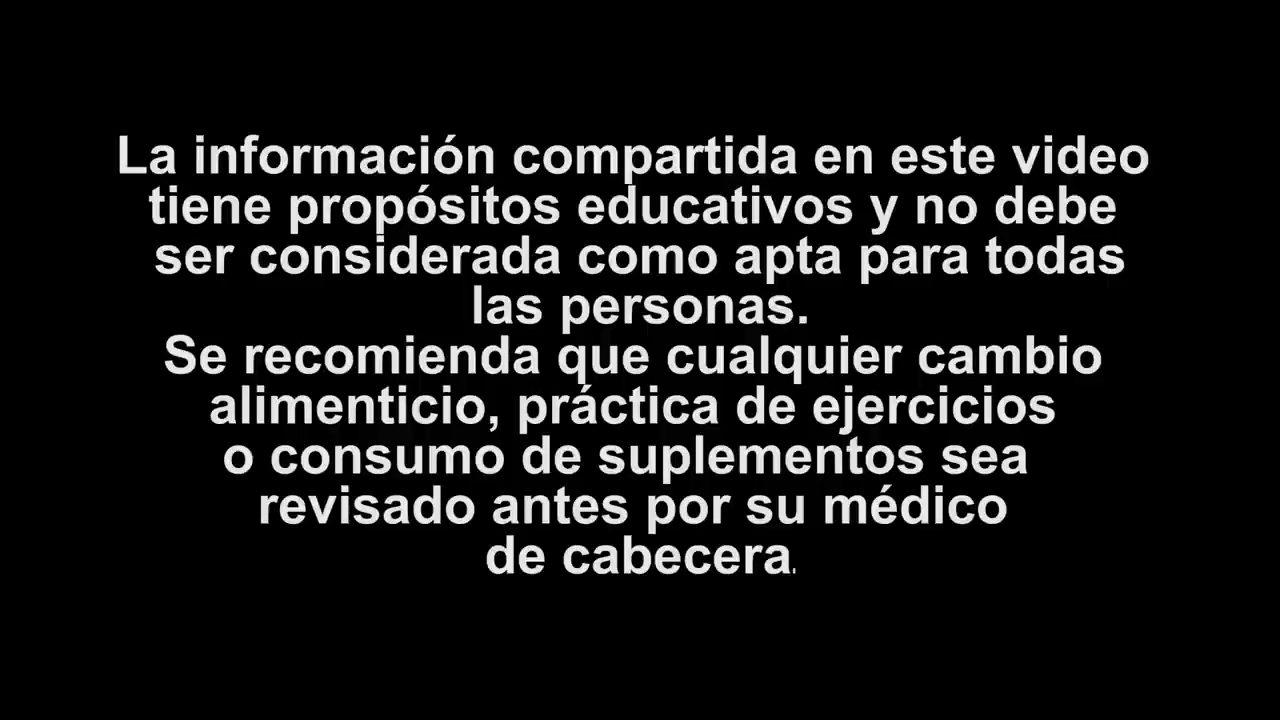 La información compartida en este video
tiene propósitos educativos y no debe
ser considerada como apta para todas
las personas.
Se recomienda que cualquier cambio
alimenticio, práctica de ejercicios
o consumo de suplementos sea
revisado antes por su médico
de cabecera.